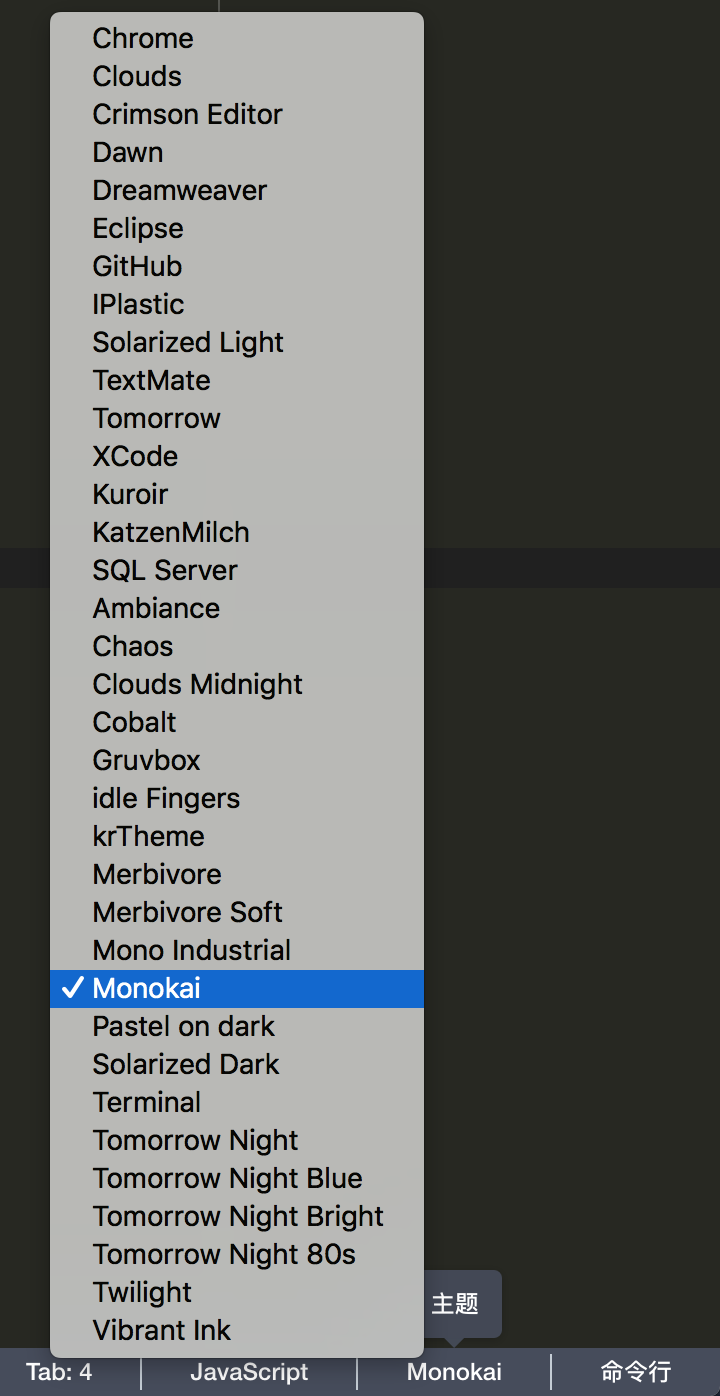 Chrome
Clouds
Crimson Editor
Dawn
Dreamweaver
Eclipse
GitHub
IPlastic
Solarized Light
TextMate
Tomorrow
XCode
Kuroir
KatzenMilch
SQL Server
Ambiance
Chaos
Clouds Midnight
Cobalt
Gruvbox
idle Fingers
krTheme
Merbivore
Merbivore Soft
Mono Industrial
✓ Monokai
Pastel on dark
Solarized Dark
Terminal
Tomorrow Night
Tomorrow Night Blue
Tomorrow Night Bright
Tomorrow Night 80s
Twilight
Vibrant Ink
主题
Tab: 4 JavaScript Monokai 命令行